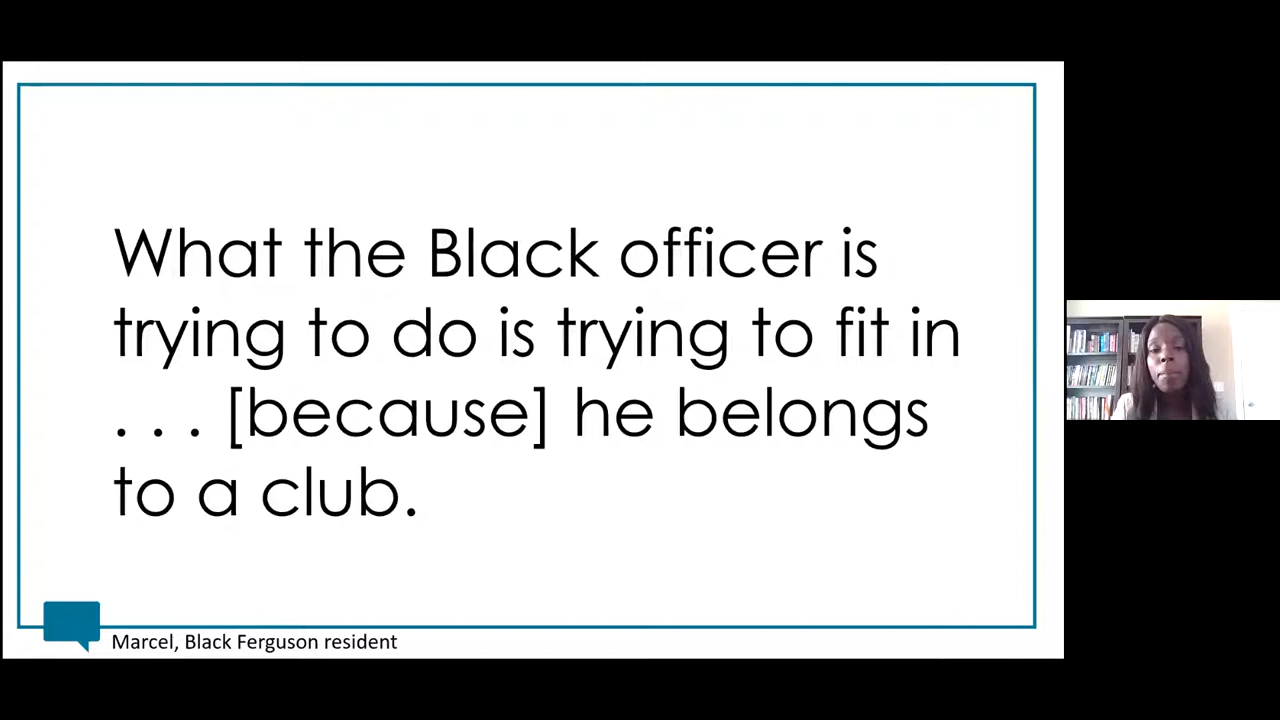 What the Black officer is
trying to do is trying to fit in
. . . [because] he belongs
to a club.
Marcel, Black Ferguson resident